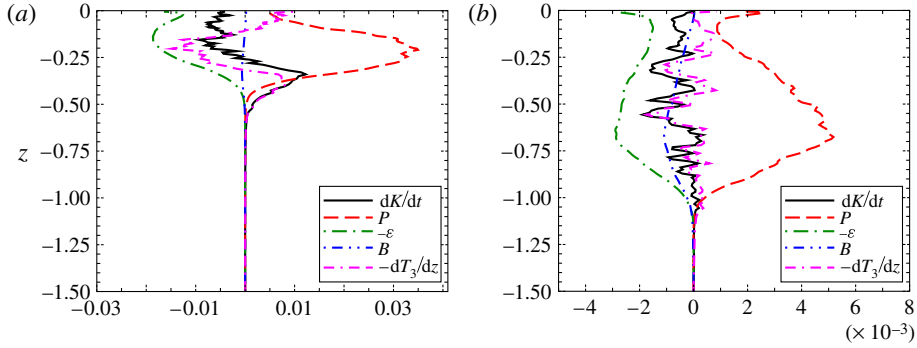 (a)
(b)
0
−0.25
−0.50
z −0.75
−1.00
−1.25
−1.50
−0.03 −0.01 0.01 0.03
dK/dt
P
−ε
B
−dT3/dz
0
−0.25
−0.50
−0.75
−1.00
−1.25
−1.50
−5 −4 −2 0 2 4 6 8
(× 10−3)
dK/dt
P
−ε
B
−dT3/dz